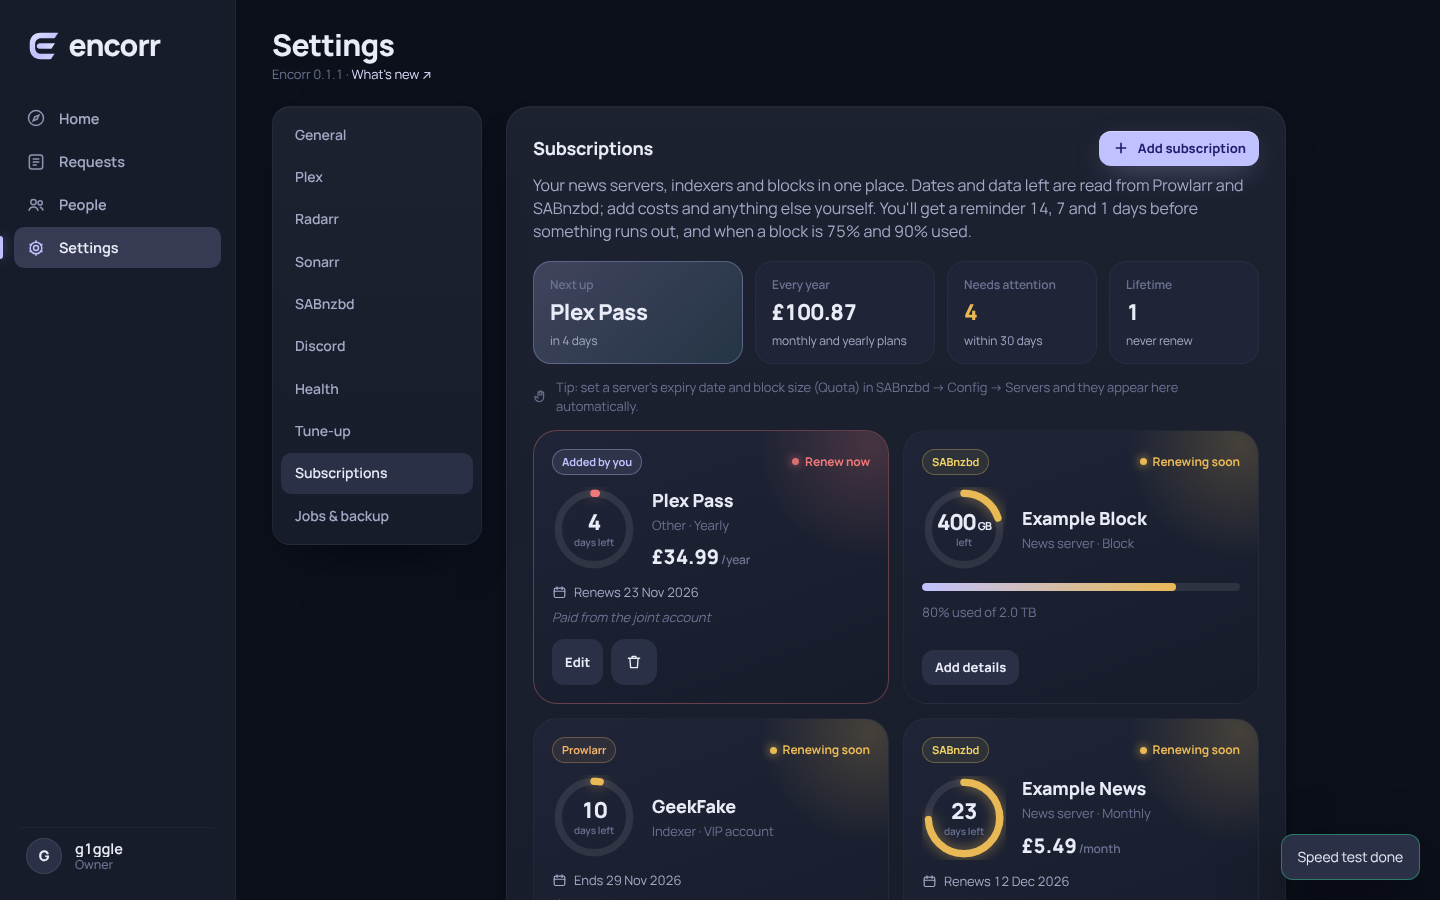 encorr
Home
Requests
People
Settings
G
g1ggle
Owner
Settings
Encorr 0.1.1 · What's new ↗
General
Plex
Radarr
Sonarr
SABnzbd
Discord
Health
Tune-up
Subscriptions
Jobs & backup
Subscriptions
Add subscription
Your news servers, indexers and blocks in one place. Dates and data left are read from Prowlarr and
SABnzbd; add costs and anything else yourself. You'll get a reminder 14, 7 and 1 days before
something runs out, and when a block is 75% and 90% used.
Next up
Plex Pass
in 4 days
Every year
£100.87
monthly and yearly plans
Needs attention
4
within 30 days
Lifetime
1
never renew
Tip: set a server's expiry date and block size (Quota) in SABnzbd → Config → Servers and they appear here
automatically.
Added by you
Renew now
4
days left
Plex Pass
Other · Yearly
£34.99 /year
Renews 23 Nov 2026
Paid from the joint account
Edit
SABnzbd
Renewing soon
400 GB
left
Example Block
News server · Block
80% used of 2.0 TB
Add details
Prowlarr
Renewing soon
10
days left
GeekFake
Indexer · VIP account
Ends 29 Nov 2026
SABnzbd
Renewing soon
23
days left
Example News
News server · Monthly
£5.49 /month
Renews 12 Dec 2026
Speed test done